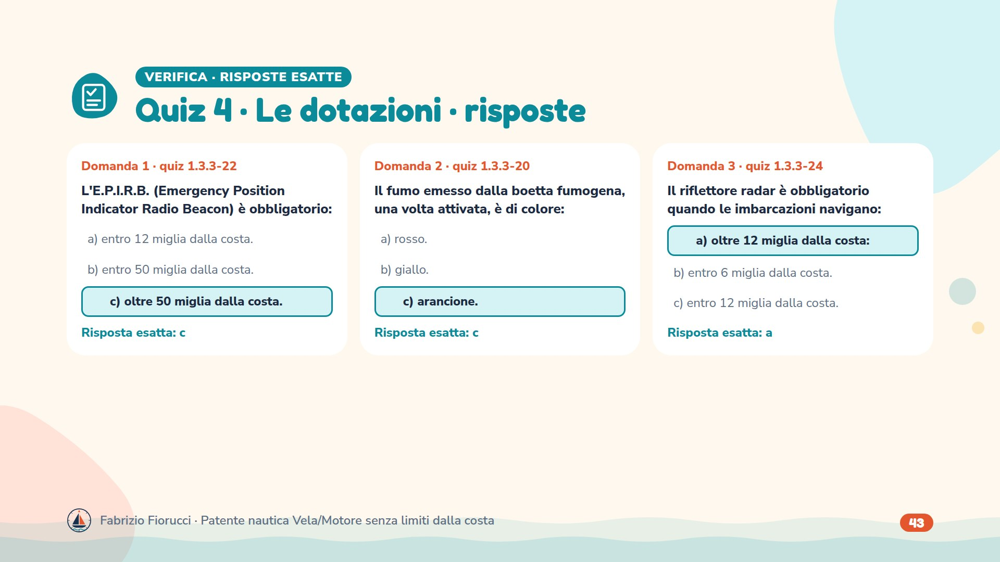 VERIFICA · RISPOSTE ESATTE
Quiz 4 · Le dotazioni · risposte
Domanda 1 · quiz 1.3.3-22
L'E.P.I.R.B. (Emergency Position
Indicator Radio Beacon) è obbligatorio:
a) entro 12 miglia dalla costa.
b) entro 50 miglia dalla costa.
c) oltre 50 miglia dalla costa.
Risposta esatta: c
Domanda 2 · quiz 1.3.3-20
Il fumo emesso dalla boetta fumogena,
una volta attivata, è di colore:
a) rosso.
b) giallo.
c) arancione.
Risposta esatta: c
Domanda 3 · quiz 1.3.3-24
Il riflettore radar è obbligatorio
quando le imbarcazioni navigano:
a) oltre 12 miglia dalla costa:
b) entro 6 miglia dalla costa.
c) entro 12 miglia dalla costa.
Risposta esatta: a
Fabrizio Fiorucci · Patente nautica Vela/Motore senza limiti dalla costa
43